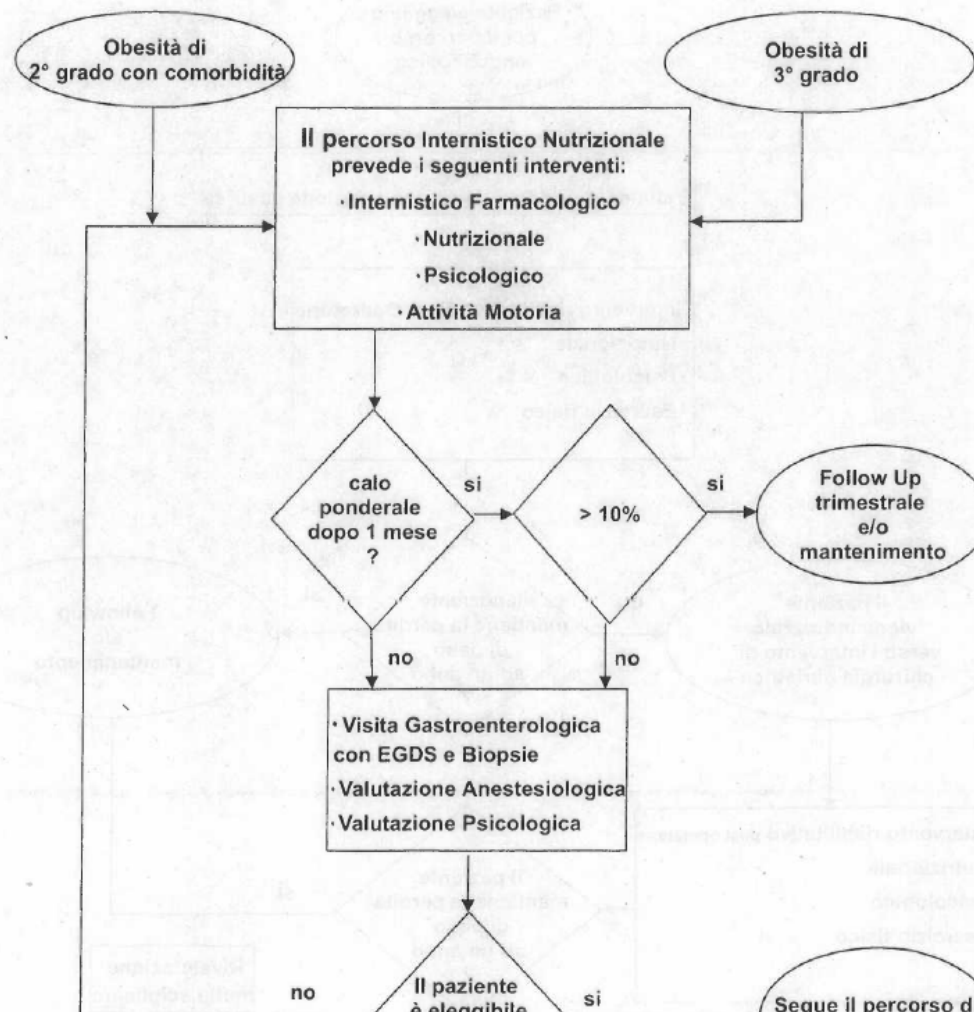 Obesità di
2° grado con comorbidità
Obesità di
3° grado
Il percorso Internistico Nutrizionale
prevede i seguenti interventi:
·Internistico Farmacologico
·Nutrizionale
·Psicologico
·Attività Motoria
calo
ponderale
dopo 1 mese
?
si
> 10%
si
Follow Up
trimestrale
e/o
mantenimento
no
no
·Visita Gastroenterologica
con EGDS e Biopsie
·Valutazione Anestesiologica
·Valutazione Psicologica
no
Il paziente
è eleggibile
si
Segue il percorso